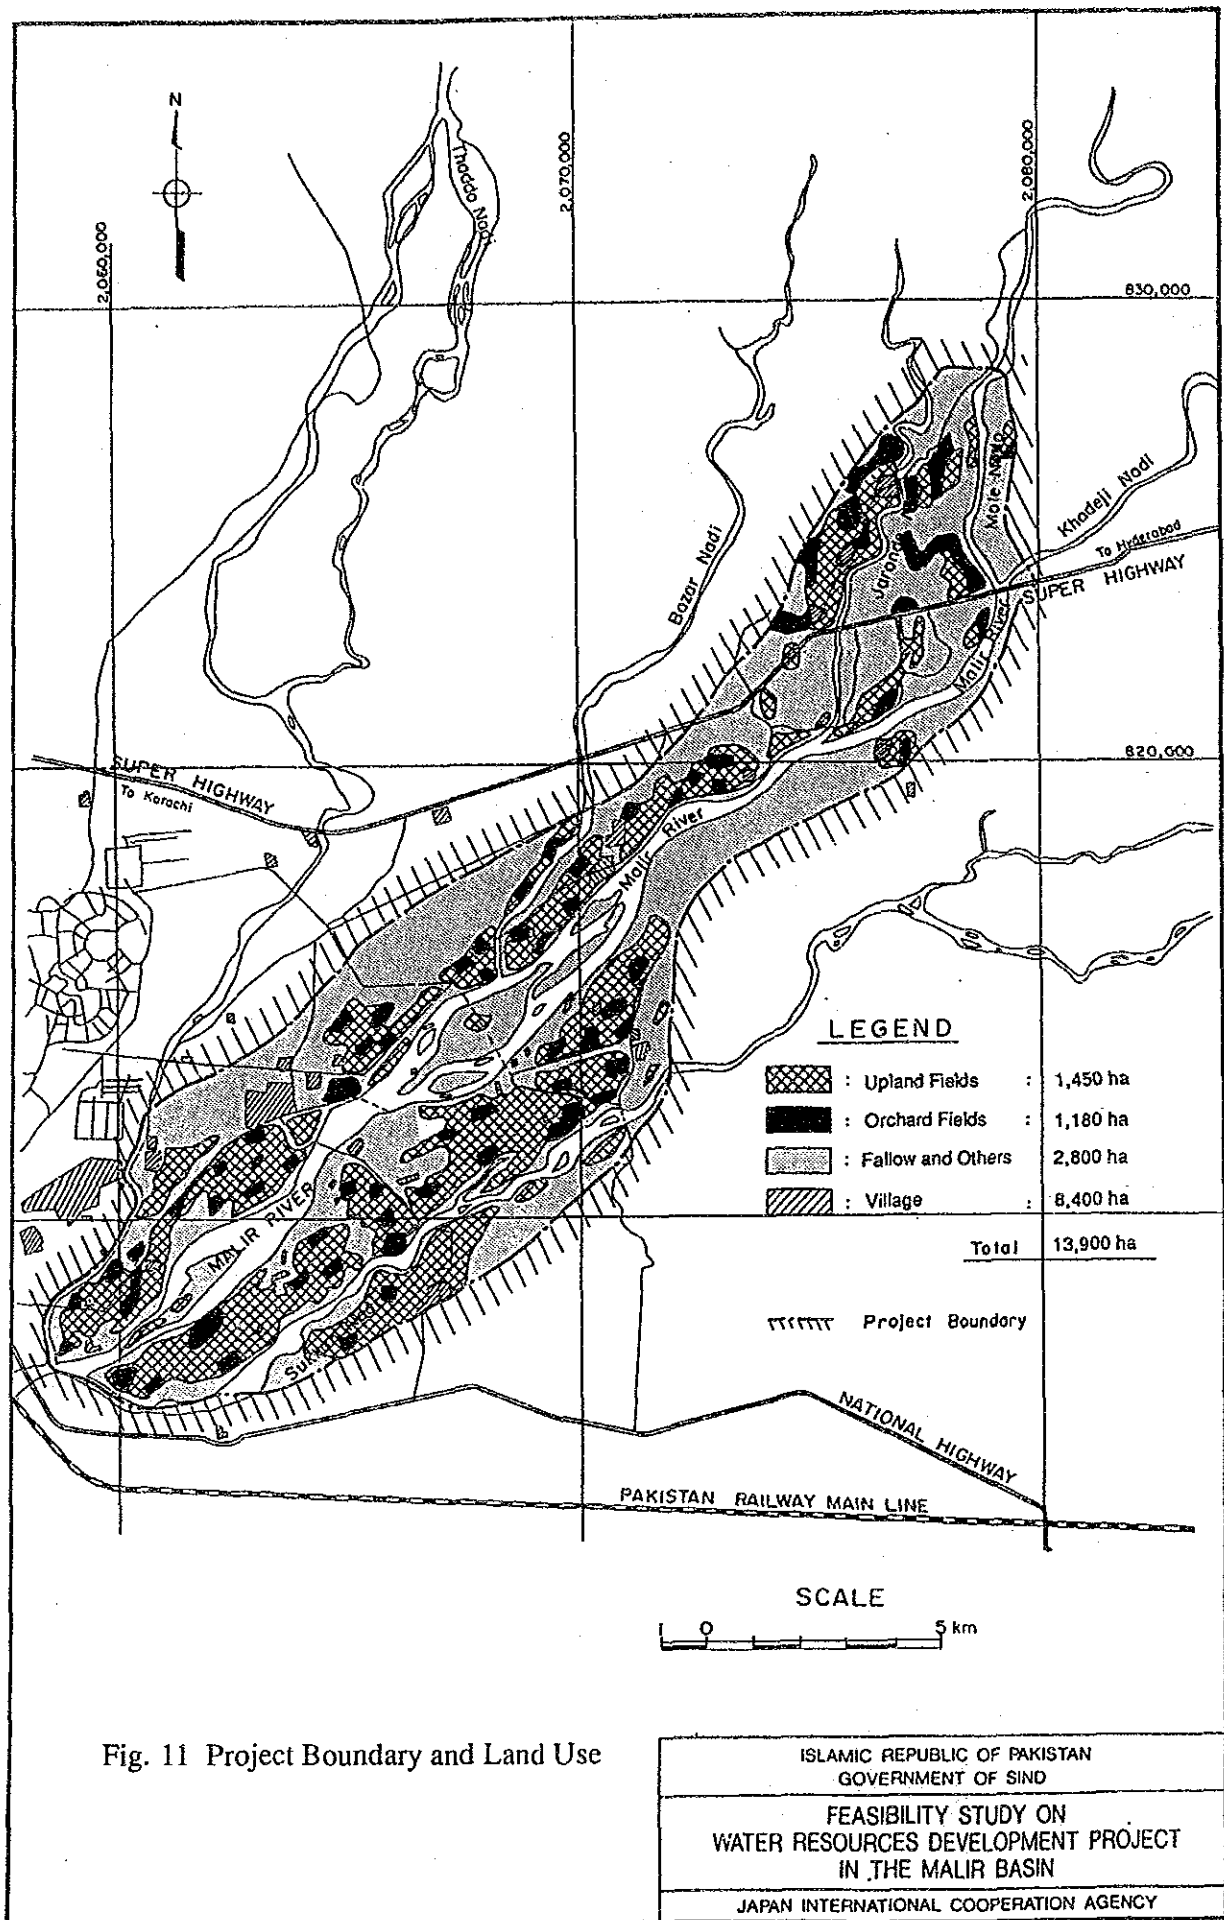 N
Thaddo Nadi
2,060,000
2,070,000
2,080,000
830,000
Bazar Nadi
Jarando
Mole Nadi
Khadeji Nadi
To Hyderabad
SUPER HIGHWAY
Malir River
820,000
SUPER HIGHWAY
To Karachi
Malir River
MALIR RIVER
LEGEND
: Upland Fields : 1,450 ha
: Orchard Fields : 1,180 ha
: Fallow and Others 2,800 ha
: Village : 8,400 ha
Total 13,900 ha
Project Boundary
NATIONAL HIGHWAY
PAKISTAN RAILWAY MAIN LINE
SCALE
1 0 5 km
Fig. 11 Project Boundary and Land Use
ISLAMIC REPUBLIC OF PAKISTAN
GOVERNMENT OF SIND
FEASIBILITY STUDY ON
WATER RESOURCES DEVELOPMENT PROJECT
IN THE MALIR BASIN
JAPAN INTERNATIONAL COOPERATION AGENCY